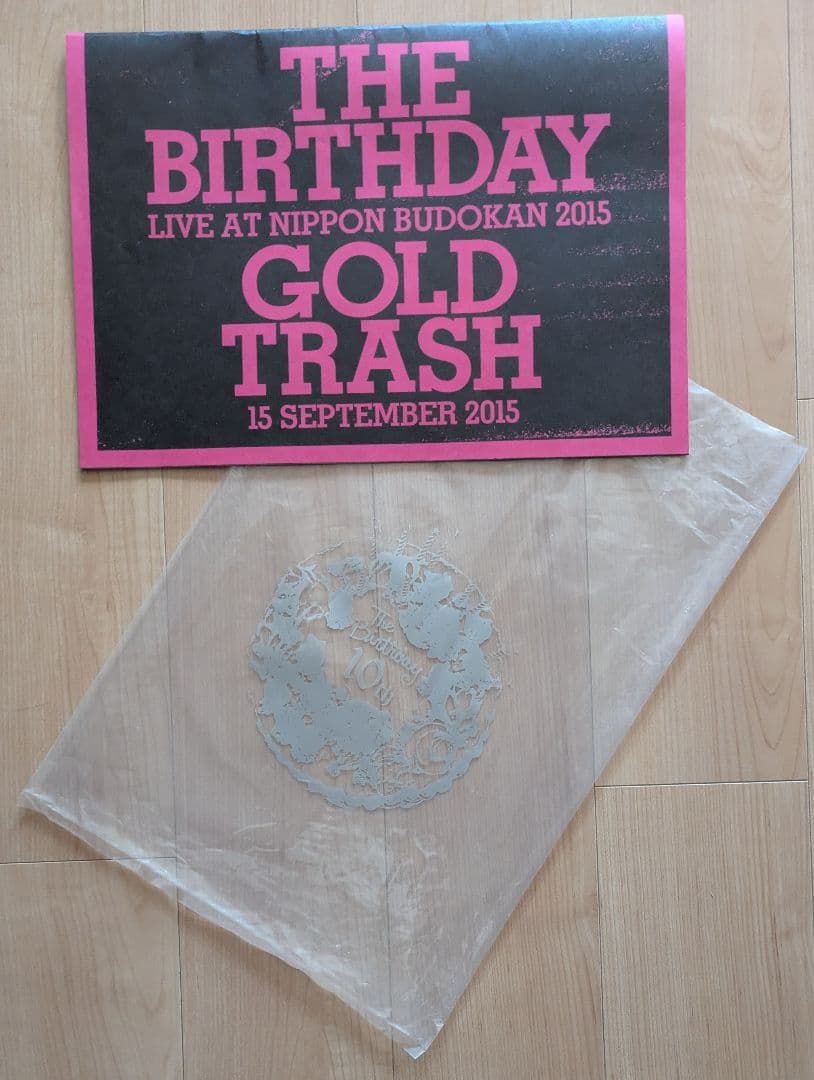 THE
BIRTHDAY
LIVE AT NIPPON BUDOKAN 2015
GOLD
TRASH
15 SEPTEMBER 2015
The
Birthday
10th